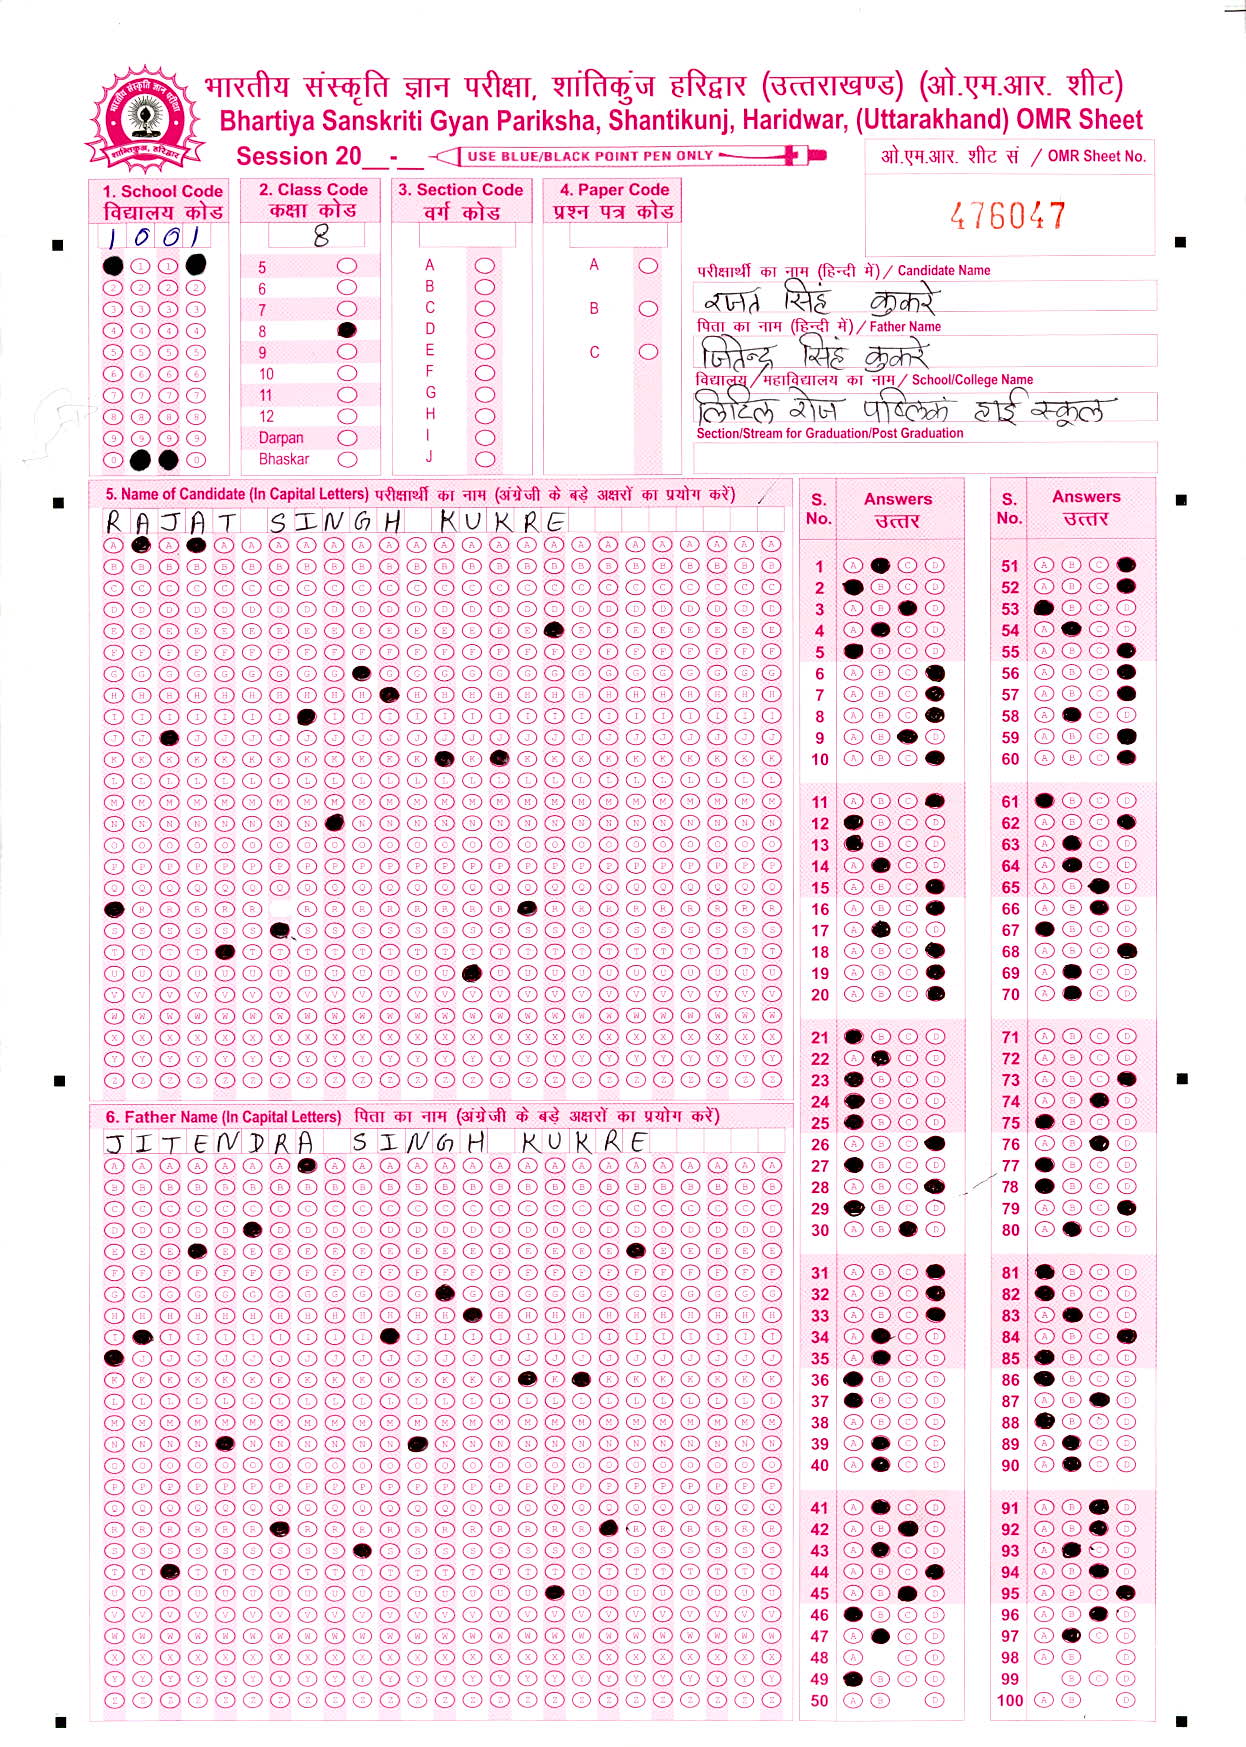 भारतीय संस्कृति ज्ञान परीक्षा, शांतिकुंज हरिद्वार (उत्तराखण्ड) (ओ.एम.आर. शीट)
Bhartiya Sanskriti Gyan Pariksha, Shantikunj, Haridwar, (Uttarakhand) OMR Sheet
Session 20__-__ USE BLUE/BLACK POINT PEN ONLY
ओ.एम.आर. शीट सं / OMR Sheet No.
476047
1. School Code
विद्यालय कोड
1001
2. Class Code
कक्षा कोड
8
5
6
7
8
9
10
11
12
Darpan
Bhaskar
3. Section Code
वर्ग कोड
A
B
C
D
E
F
G
H
I
J
4. Paper Code
प्रश्न पत्र कोड
A
B
C
परीक्षार्थी का नाम (हिन्दी में) / Candidate Name
रजत सिंह कुकरे
पिता का नाम (हिन्दी में) / Father Name
जितेन्द्र सिंह कुकरे
विद्यालय / महाविद्यालय का नाम / School/College Name
लिटिल रोज पब्लिक हाई स्कूल
Section/Stream for Graduation/Post Graduation
5. Name of Candidate (In Capital Letters) परीक्षार्थी का नाम (अंग्रेजी के बड़े अक्षरों का प्रयोग करें)
RAJAT SINGH KUKRE
6. Father Name (In Capital Letters) पिता का नाम (अंग्रेजी के बड़े अक्षरों का प्रयोग करें)
JITENDRA SINGH KUKRE
S. No. Answers उत्तर
1
2
3
4
5
6
7
8
9
10
11
12
13
14
15
16
17
18
19
20
21
22
23
24
25
26
27
28
29
30
31
32
33
34
35
36
37
38
39
40
41
42
43
44
45
46
47
48
49
50
S. No. Answers उत्तर
51
52
53
54
55
56
57
58
59
60
61
62
63
64
65
66
67
68
69
70
71
72
73
74
75
76
77
78
79
80
81
82
83
84
85
86
87
88
89
90
91
92
93
94
95
96
97
98
99
100